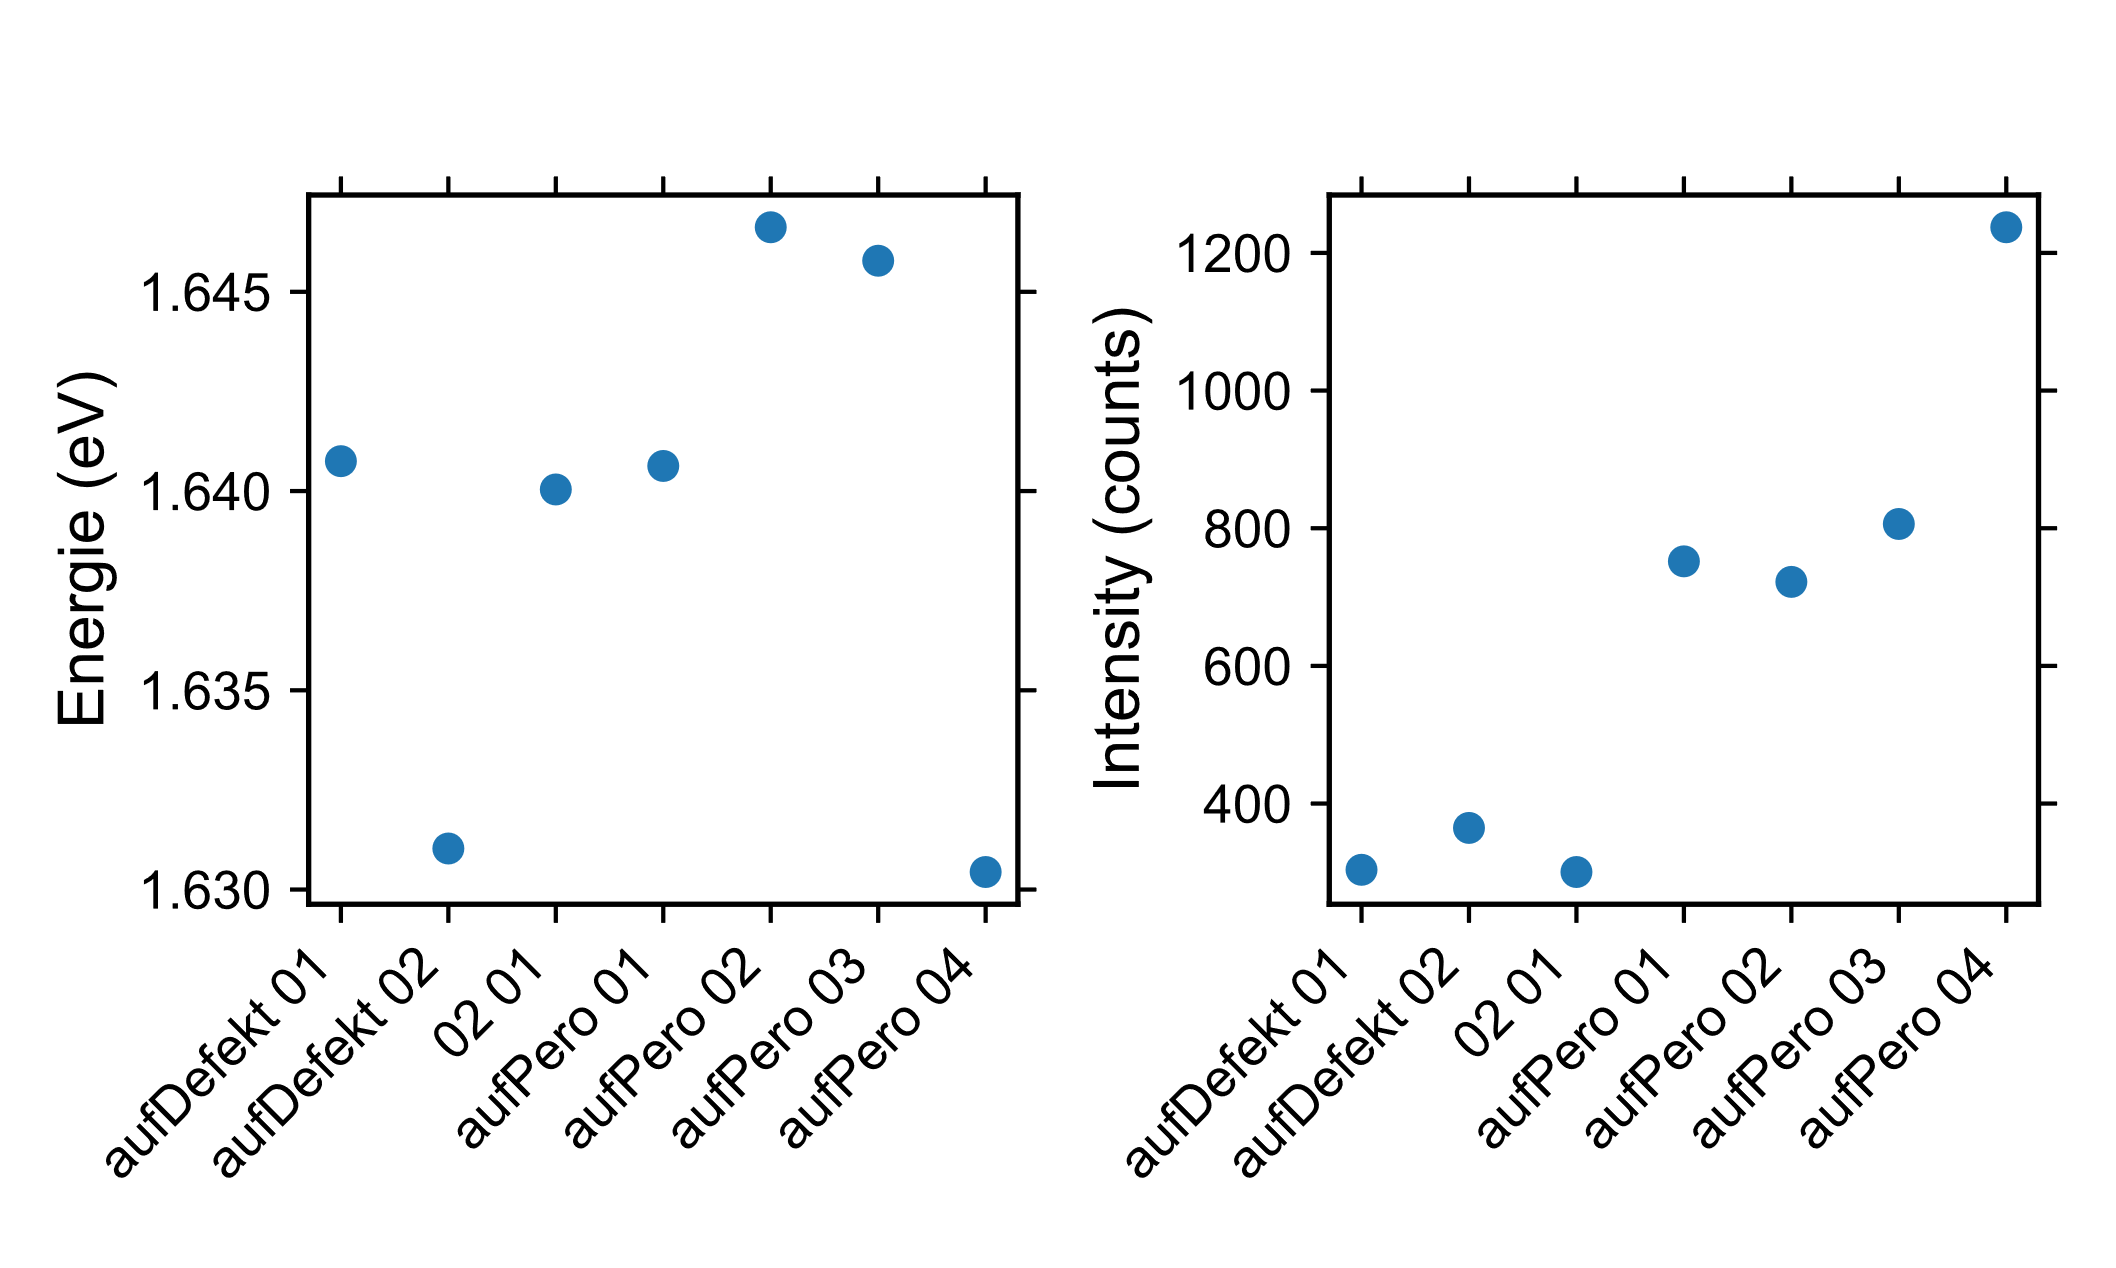 Energie (eV)
1.645
1.640
1.635
1.630
aufDefekt 01
aufDefekt 02
02 01
aufPero 01
aufPero 02
aufPero 03
aufPero 04
Intensity (counts)
1200
1000
800
600
400
aufDefekt 01
aufDefekt 02
02 01
aufPero 01
aufPero 02
aufPero 03
aufPero 04